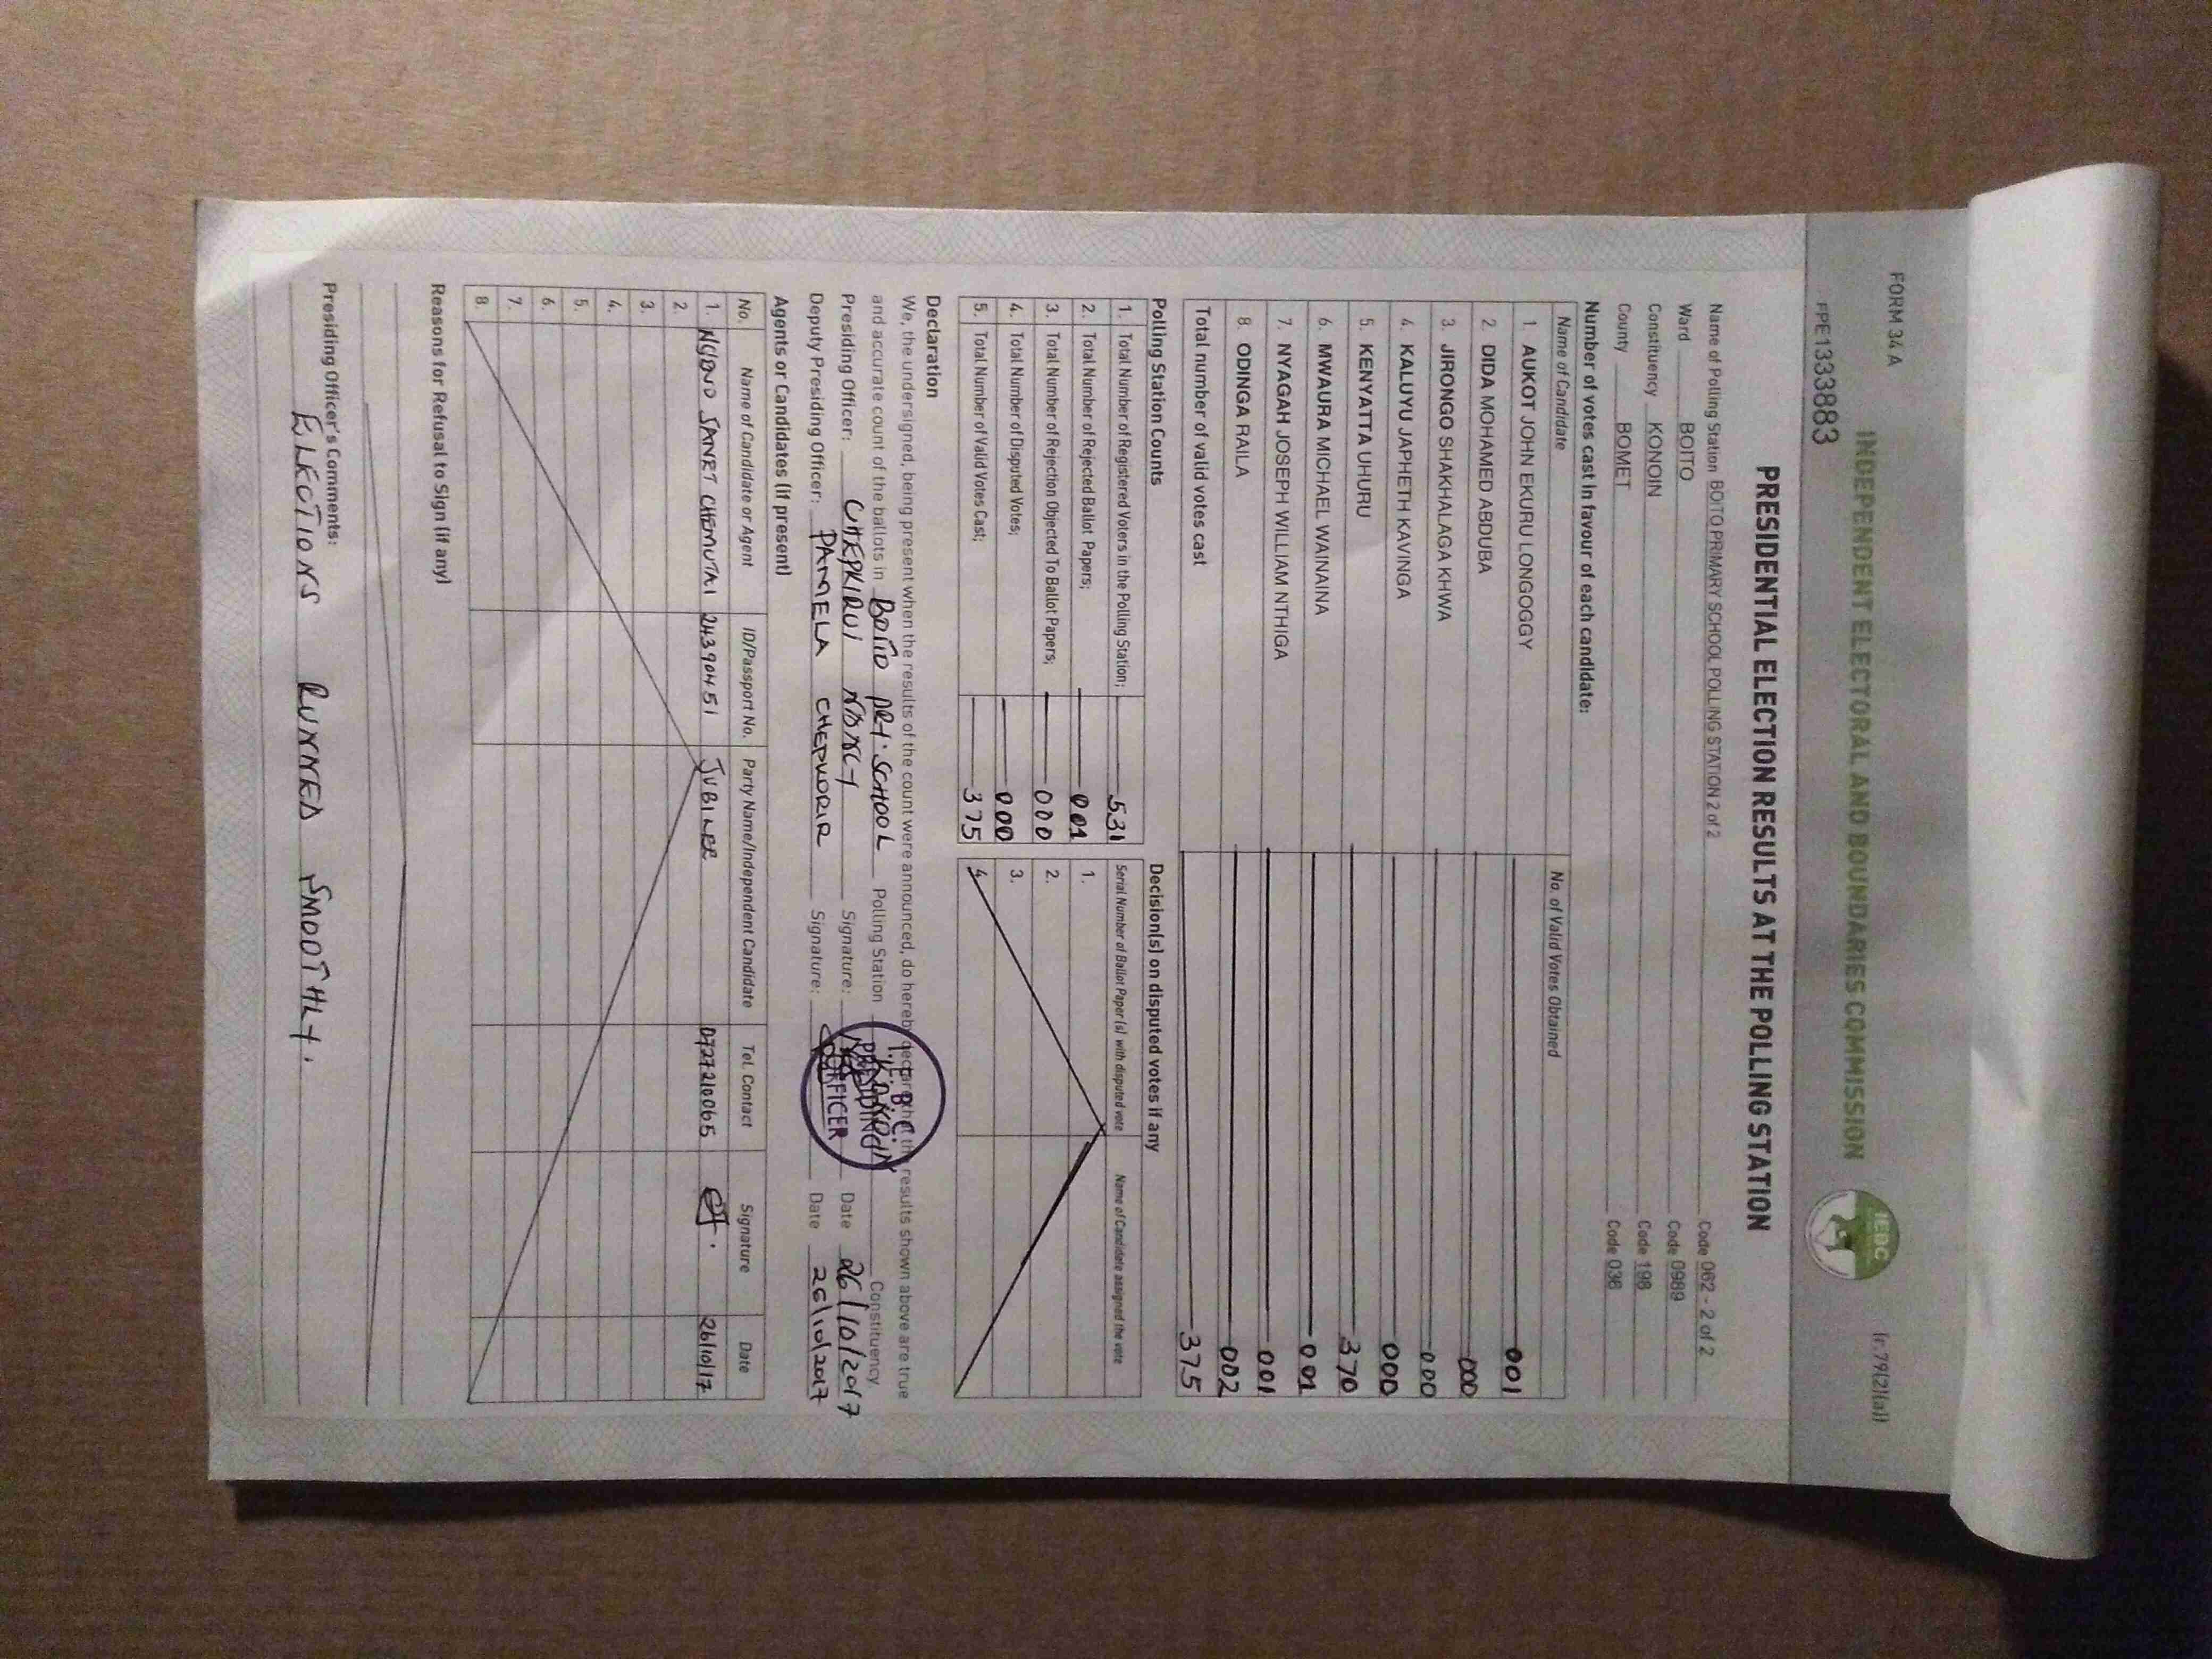 FORM 34 A
(r.79(2)(a))
INDEPENDENT ELECTORAL AND BOUNDARIES COMMISSION
IEBC
FPE1333883
PRESIDENTIAL ELECTION RESULTS AT THE POLLING STATION
Name of Polling Station BOITO PRIMARY SCHOOL POLLING STATION 2 of 2 Code 062 - 2 of 2
Ward BOITO Code 0989
Constituency KONOIN Code 198
County BOMET Code 036
Number of votes cast in favour of each candidate:
Name of Candidate No. of Valid Votes Obtained
1. AUKOT JOHN EKURU LONGOGGY 001
2. DIDA MOHAMED ABDUBA 000
3. JIRONGO SHAKHALAGA KHWA 000
4. KALUYU JAPHETH KAVINGA 000
5. KENYATTA UHURU 370
6. MWAURA MICHAEL WAINAINA 001
7. NYAGAH JOSEPH WILLIAM NTHIGA 001
8. ODINGA RAILA 002
Total number of valid votes cast 375
Polling Station Counts Decision(s) on disputed votes if any
1. Total Number of Registered Voters in the Polling Station; 531 Serial Number of Ballot Paper (s) with disputed vote Name of Candidate assigned the vote
2. Total Number of Rejected Ballot Papers; 001 1.
3. Total Number of Rejection Objected To Ballot Papers; 000 2.
4. Total Number of Disputed Votes; 000 3.
5. Total Number of Valid Votes Cast; 375 4.
Declaration
We, the undersigned, being present when the results of the count were announced, do hereby declare that the results shown above are true
and accurate count of the ballots in BOITO PRI. SCHOOL Polling Station KONOIN Constituency.
Presiding Officer: CHEPKIRUI NANCY Signature: Date 26/10/2017
Deputy Presiding Officer: PAMELA CHEPKORIR Signature: Date 26/10/2017
I.E.B.C.
PRESIDING
OFFICER
Agents or Candidates (if present)
No. Name of Candidate or Agent ID/Passport No. Party Name/Independent Candidate Tel. Contact Signature Date
1. JANET CHEMUTAI 24390451 JUBILEE 0727210065 26/10/17
2.
3.
4.
5.
6.
7.
8.
Reasons for Refusal to Sign (if any)
Presiding Officer's Comments:
ELECTIONS RUNNED SMOOTHLY.